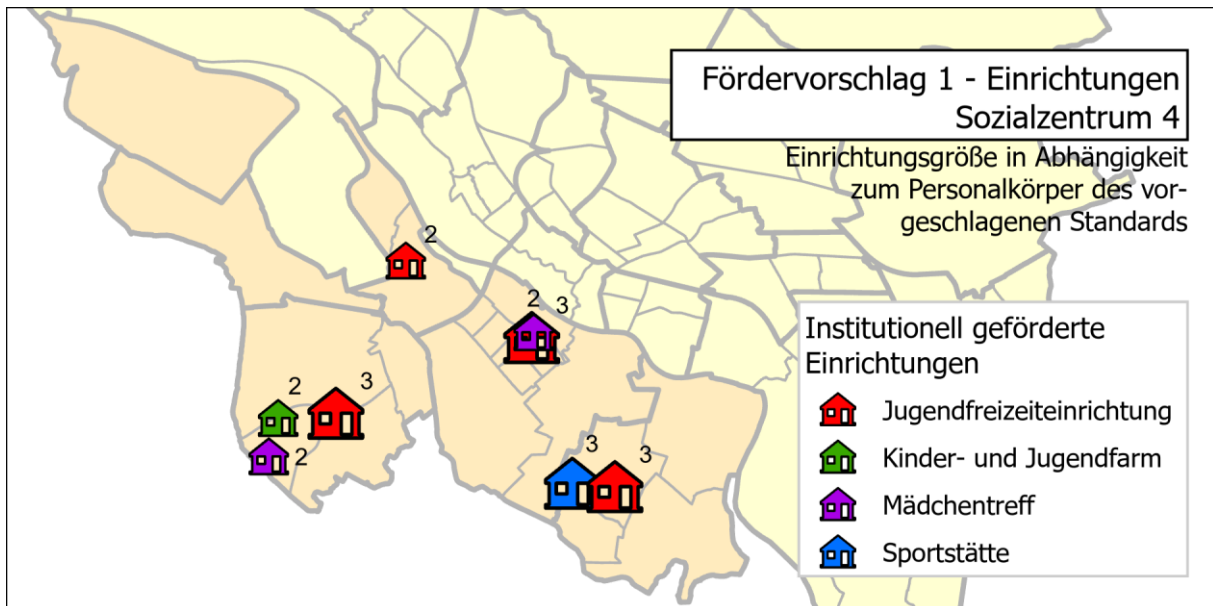 Fördervorschlag 1 - Einrichtungen
Sozialzentrum 4
Einrichtungsgröße in Abhängigkeit
zum Personalkörper des vor-
geschlagenen Standards
2
2 3
2 3
2
3 3
Institutionell geförderte
Einrichtungen
Jugendfreizeiteinrichtung
Kinder- und Jugendfarm
Mädchentreff
Sportstätte